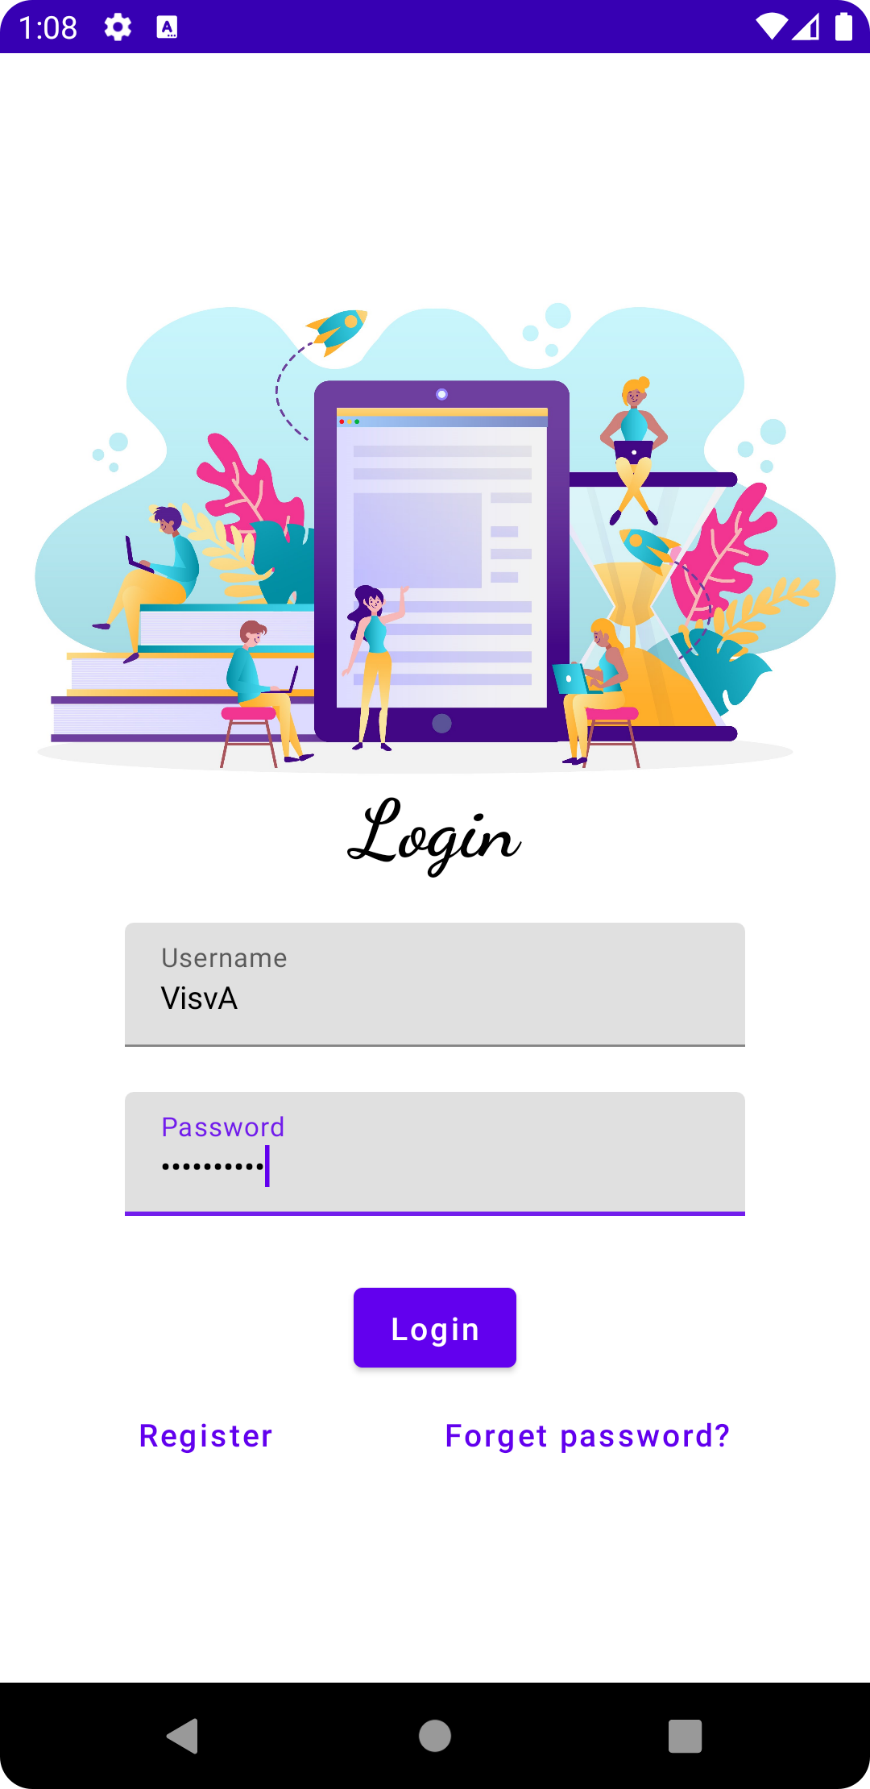 1:08
A
Login
Username
VisvA
Password
••••••••••
Login
Register
Forget password?